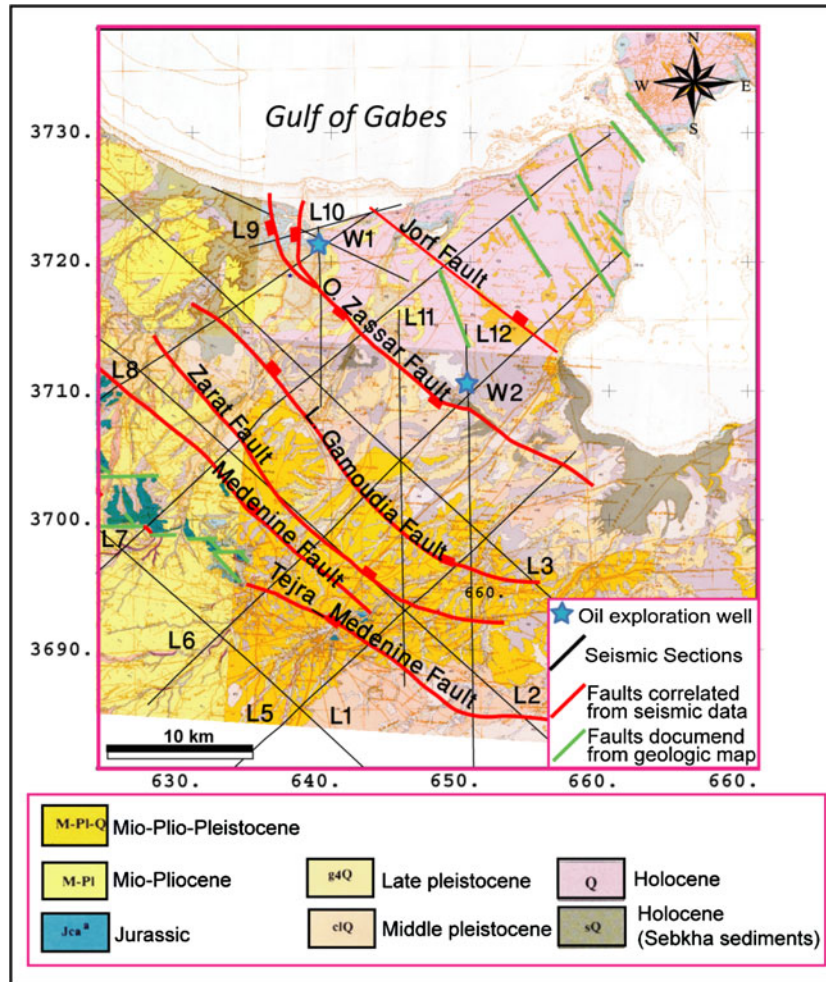 N
W
E
S
Gulf of Gabes
3730.
3720.
3710.
3700.
3690.
L9
L10
W1
Jorf Fault
O. Zassar Fault
L11
L12
W2
L8
Zarat Fault
L. Gamoudia Fault
Medenine Fault
L7
Tejra Medenine Fault
L3
660.
L6
L5
L1
L2
10 km
Oil exploration well
Seismic Sections
Faults correlated
from seismic data
Faults documend
from geologic map
630.
640.
650.
660.
660.
M-Pl-Q
Mio-Plio-Pleistocene
M-Pl
Mio-Pliocene
g4Q
Late pleistocene
Q
Holocene
Jca a
Jurassic
clQ
Middle pleistocene
sQ
Holocene
(Sebkha sediments)